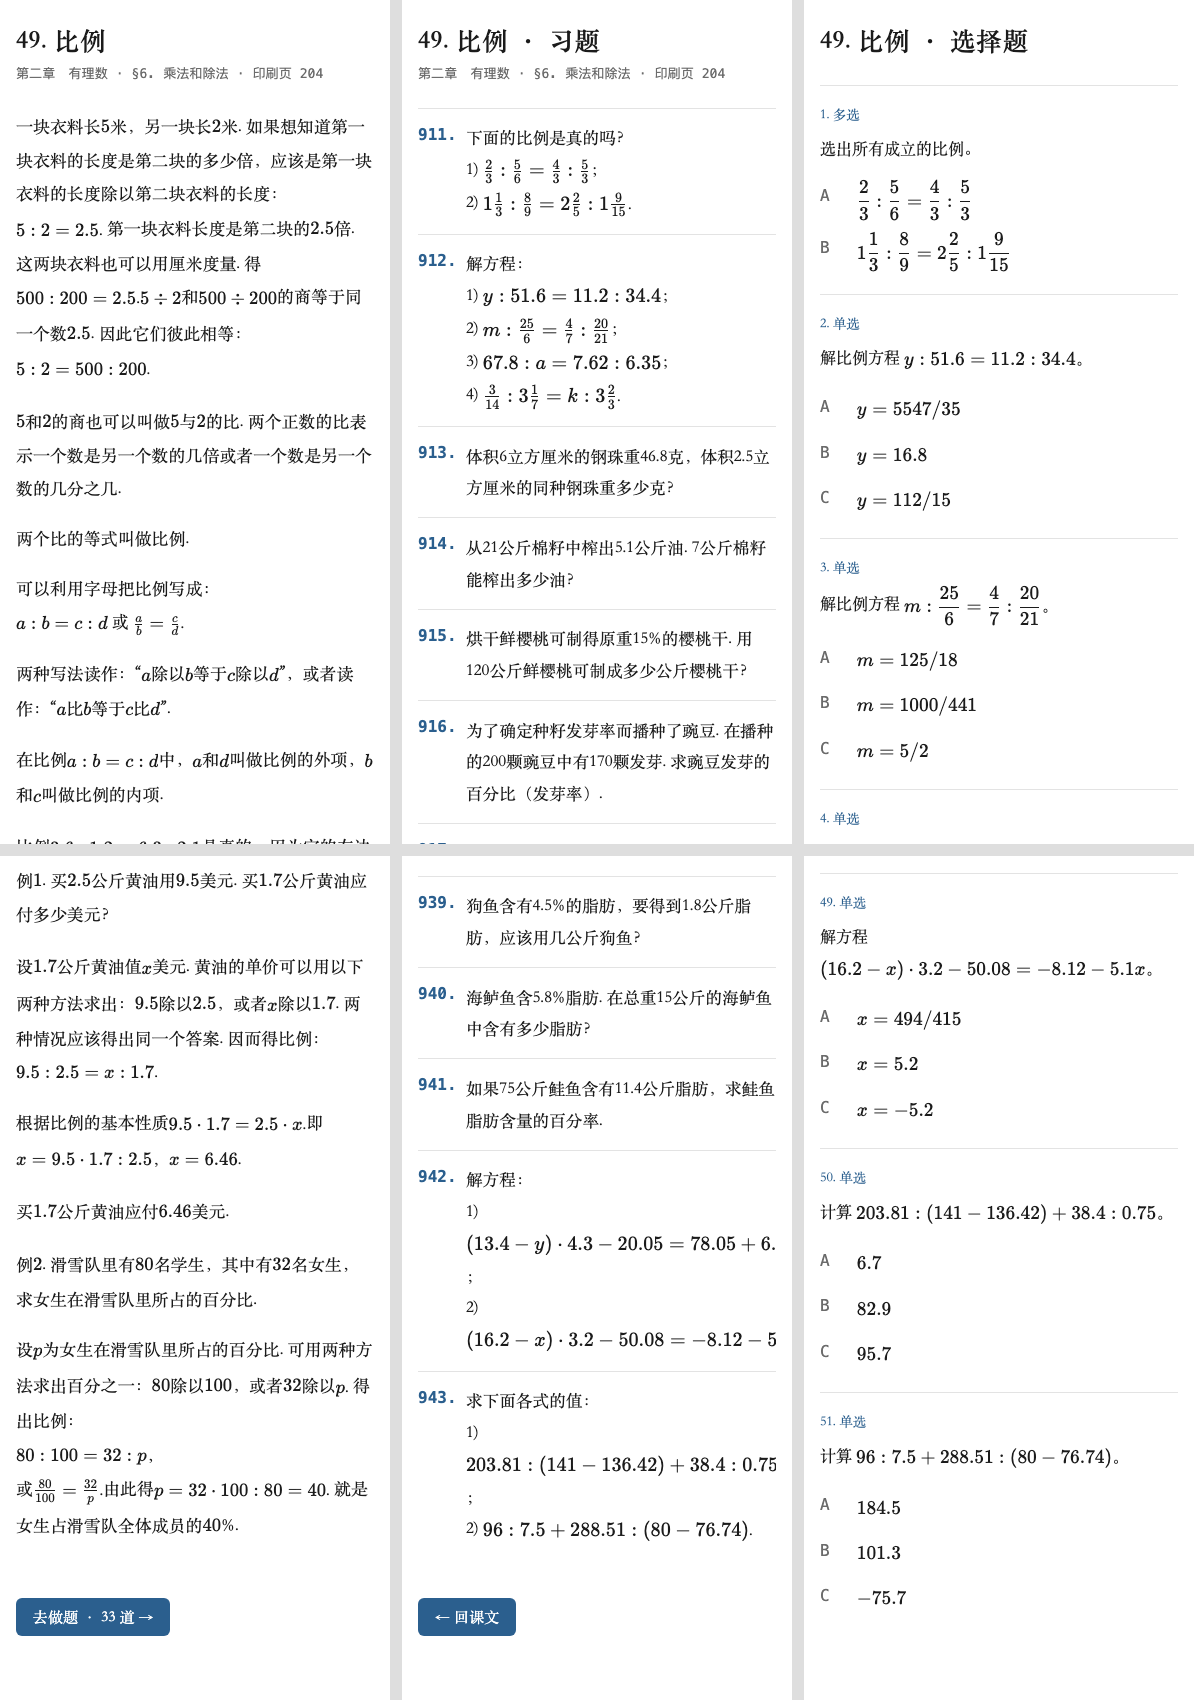 49. 比例
第二章 有理数 · §6. 乘法和除法 · 印刷页 204
一块衣料长5米，另一块长2米. 如果想知道第一
块衣料的长度是第二块的多少倍，应该是第一块
衣料的长度除以第二块衣料的长度：
5 : 2 = 2.5. 第一块衣料长度是第二块的2.5倍.
这两块衣料也可以用厘米度量. 得
500 : 200 = 2.5.5 ÷ 2和500 ÷ 200的商等于同
一个数2.5. 因此它们彼此相等：
5 : 2 = 500 : 200.
5和2的商也可以叫做5与2的比. 两个正数的比表
示一个数是另一个数的几倍或者一个数是另一个
数的几分之几.
两个比的等式叫做比例.
可以利用字母把比例写成：
a : b = c : d 或 a/b = c/d.
两种写法读作：“a除以b等于c除以d”，或者读
作：“a比b等于c比d”.
在比例a : b = c : d中，a和d叫做比例的外项，b
和c叫做比例的内项.
49. 比例 · 习题
第二章 有理数 · §6. 乘法和除法 · 印刷页 204
911. 下面的比例是真的吗?
1) 2/3 : 5/6 = 4/3 : 5/3;
2) 1 1/3 : 8/9 = 2 2/5 : 1 9/15.
912. 解方程：
1) y : 51.6 = 11.2 : 34.4;
2) m : 25/6 = 4/7 : 20/21;
3) 67.8 : a = 7.62 : 6.35;
4) 3/14 : 3 1/7 = k : 3 2/3.
913. 体积6立方厘米的钢珠重46.8克，体积2.5立
方厘米的同种钢珠重多少克?
914. 从21公斤棉籽中榨出5.1公斤油. 7公斤棉籽
能榨出多少油?
915. 烘干鲜樱桃可制得原重15%的樱桃干. 用
120公斤鲜樱桃可制成多少公斤樱桃干?
916. 为了确定种籽发芽率而播种了豌豆. 在播种
的200颗豌豆中有170颗发芽. 求豌豆发芽的
百分比（发芽率）.
49. 比例 · 选择题
1. 多选
选出所有成立的比例。
A 2/3 : 5/6 = 4/3 : 5/3
B 1 1/3 : 8/9 = 2 2/5 : 1 9/15
2. 单选
解比例方程 y : 51.6 = 11.2 : 34.4。
A y = 5547/35
B y = 16.8
C y = 112/15
3. 单选
解比例方程 m : 25/6 = 4/7 : 20/21。
A m = 125/18
B m = 1000/441
C m = 5/2
4. 单选
例1. 买2.5公斤黄油用9.5美元. 买1.7公斤黄油应
付多少美元?
设1.7公斤黄油值x美元. 黄油的单价可以用以下
两种方法求出：9.5除以2.5，或者x除以1.7. 两
种情况应该得出同一个答案. 因而得比例：
9.5 : 2.5 = x : 1.7.
根据比例的基本性质9.5 · 1.7 = 2.5 · x.即
x = 9.5 · 1.7 : 2.5，x = 6.46.
买1.7公斤黄油应付6.46美元.
例2. 滑雪队里有80名学生，其中有32名女生，
求女生在滑雪队里所占的百分比.
设p为女生在滑雪队里所占的百分比. 可用两种方
法求出百分之一：80除以100，或者32除以p. 得
出比例：
80 : 100 = 32 : p，
或80/100 = 32/p.由此得p = 32 · 100 : 80 = 40. 就是
女生占滑雪队全体成员的40%.
去做题 · 33 道 →
939. 狗鱼含有4.5%的脂肪，要得到1.8公斤脂
肪，应该用几公斤狗鱼?
940. 海鲈鱼含5.8%脂肪. 在总重15公斤的海鲈鱼
中含有多少脂肪?
941. 如果75公斤鲑鱼含有11.4公斤脂肪，求鲑鱼
脂肪含量的百分率.
942. 解方程：
1)
(13.4 − y) · 4.3 − 20.05 = 78.05 + 6.
;
2)
(16.2 − x) · 3.2 − 50.08 = −8.12 − 5
943. 求下面各式的值：
1)
203.81 : (141 − 136.42) + 38.4 : 0.75
;
2) 96 : 7.5 + 288.51 : (80 − 76.74).
← 回课文
49. 单选
解方程
(16.2 − x) · 3.2 − 50.08 = −8.12 − 5.1x。
A x = 494/415
B x = 5.2
C x = −5.2
50. 单选
计算 203.81 : (141 − 136.42) + 38.4 : 0.75。
A 6.7
B 82.9
C 95.7
51. 单选
计算 96 : 7.5 + 288.51 : (80 − 76.74)。
A 184.5
B 101.3
C −75.7